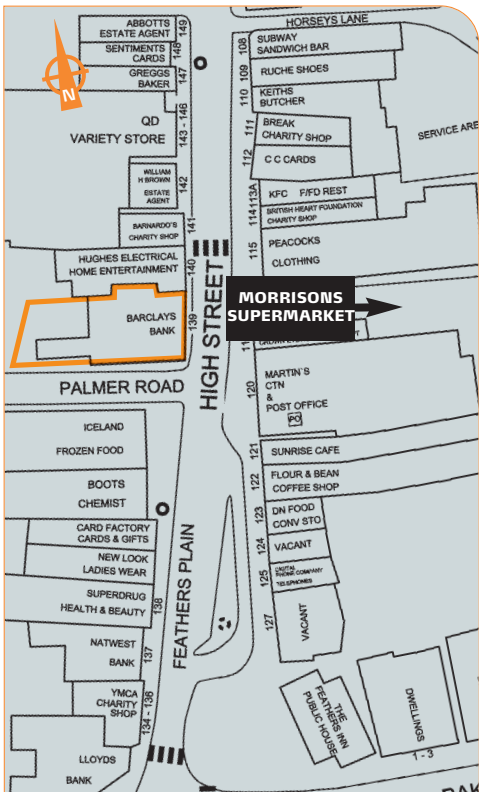 ABBOTTS
ESTATE AGENT
149
SENTIMENTS
CARDS
148
GREGGS
BAKER
147
N
QD
VARIETY STORE
143 - 146
WILLIAM
H BROWN
ESTATE
AGENT
142
BARNARDO'S
CHARITY SHOP
141
HUGHES ELECTRICAL
HOME ENTERTAINMENT
140
BARCLAYS
BANK
139
PALMER ROAD
HIGH STREET
ICELAND
FROZEN FOOD
BOOTS
CHEMIST
CARD FACTORY
CARDS & GIFTS
NEW LOOK
LADIES WEAR
SUPERDRUG
HEALTH & BEAUTY
138
NATWEST
BANK
137
YMCA
CHARITY
SHOP
134 - 136
LLOYDS
BANK
FEATHERS PLAIN
HORSEYS LANE
108
SUBWAY
SANDWICH BAR
109
RUCHE SHOES
110
KEITHS
BUTCHER
111
BREAK
CHARITY SHOP
112
C C CARDS
SERVICE ARE
113A
KFC F/FD REST
114
BRITISH HEART FOUNDATION
CHARITY SHOP
115
PEACOCKS
CLOTHING
MORRISONS
SUPERMARKET
120
MARTIN'S
CTN
&
POST OFFICE
PO
121
SUNRISE CAFE
122
FLOUR & BEAN
COFFEE SHOP
123
DN FOOD
CONV STO
124
VACANT
125
DIGITAL
PHONE COMPANY
TELEPHONES
127
VACANT
THE
FEATHERS INN
PUBLIC HOUSE
DWELLINGS
1 - 3
BAK